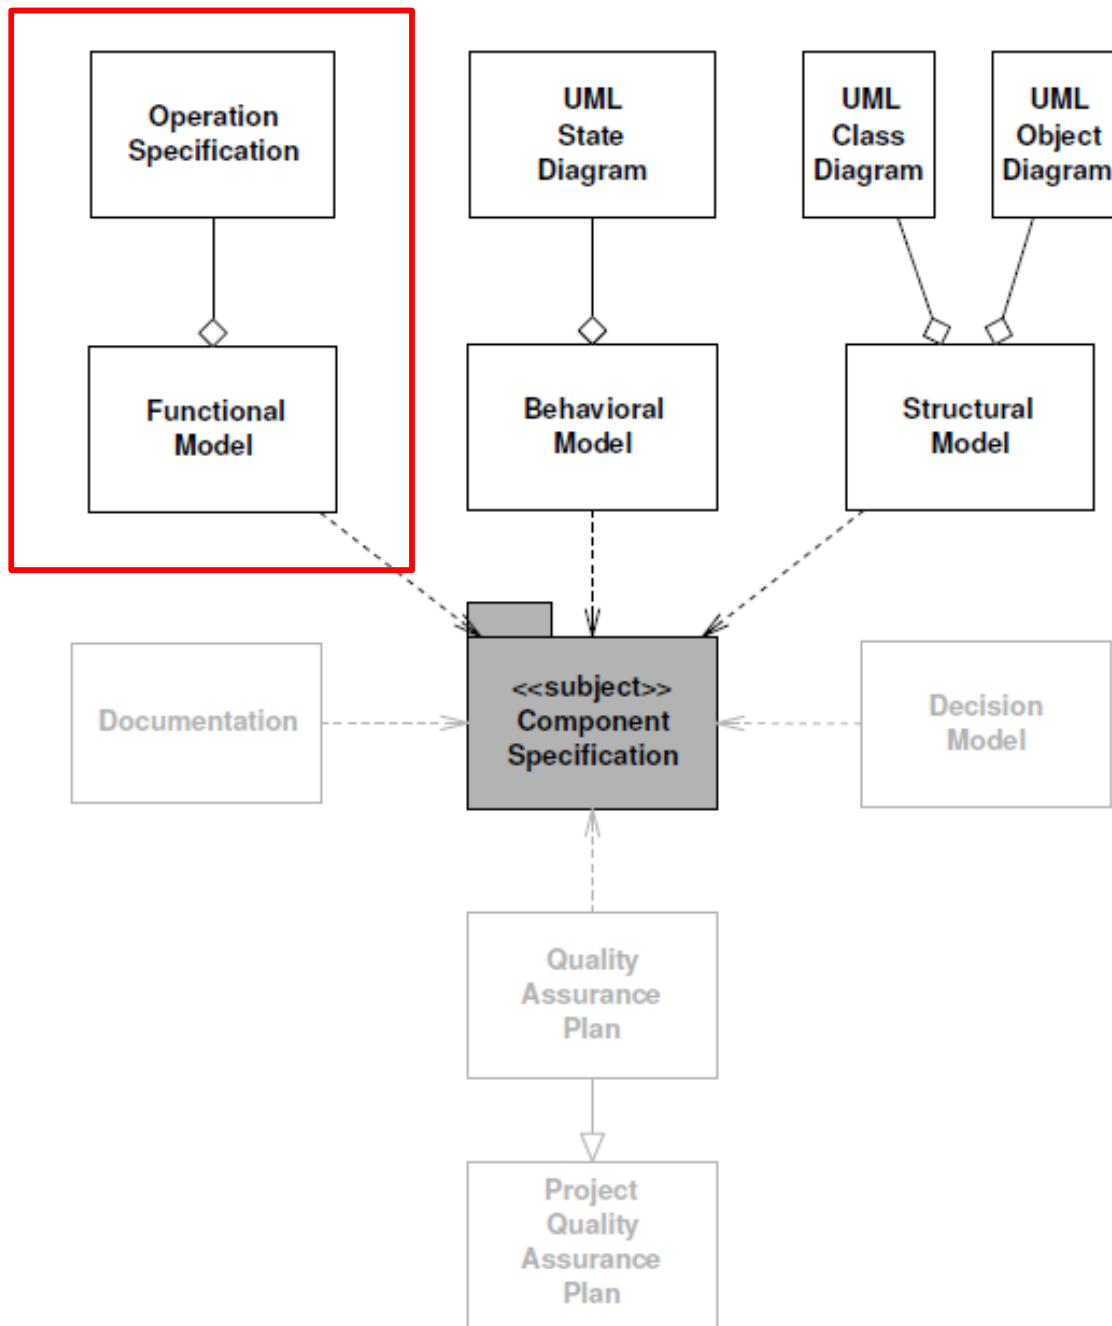 Operation
Specification
UML
State
Diagram
UML
Class
Diagram
UML
Object
Diagram
Functional
Model
Behavioral
Model
Structural
Model
Documentation
<<subject>>
Component
Specification
Decision
Model
Quality
Assurance
Plan
Project
Quality
Assurance
Plan